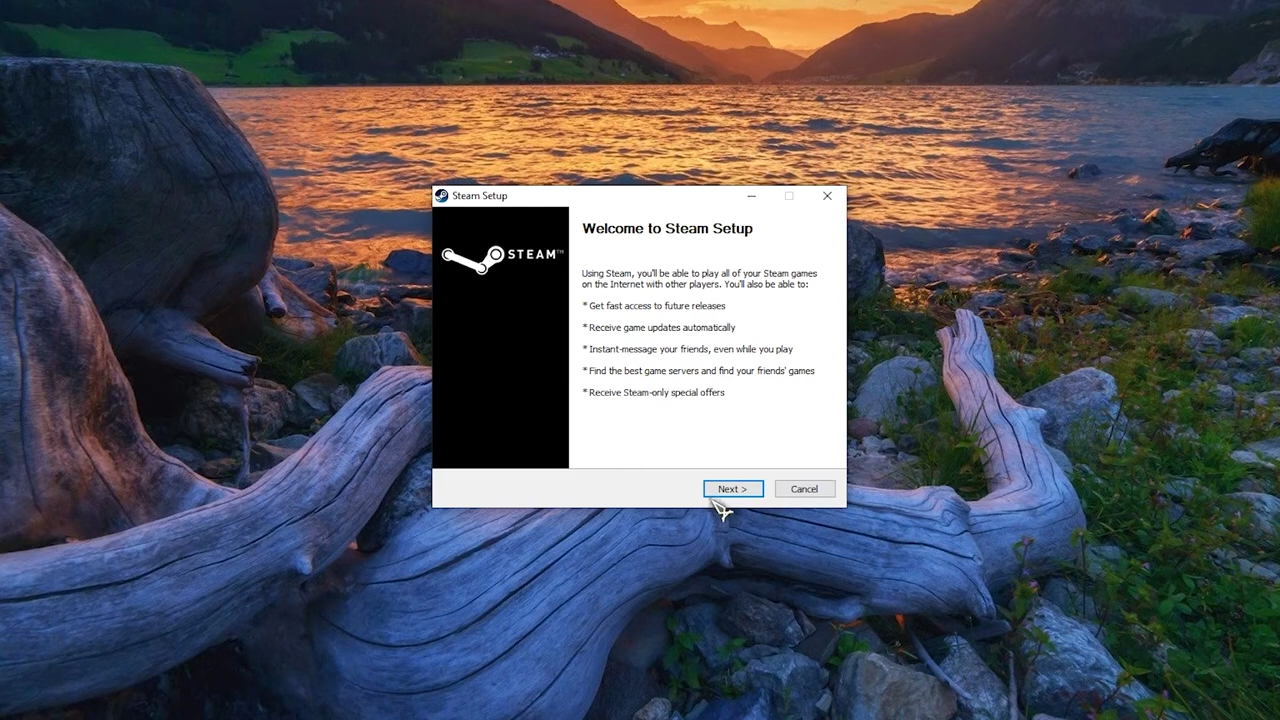 Steam Setup
STEAM™
Welcome to Steam Setup
Using Steam, you'll be able to play all of your Steam games
on the Internet with other players. You'll also be able to:
* Get fast access to future releases
* Receive game updates automatically
* Instant-message your friends, even while you play
* Find the best game servers and find your friends' games
* Receive Steam-only special offers
Next >
Cancel